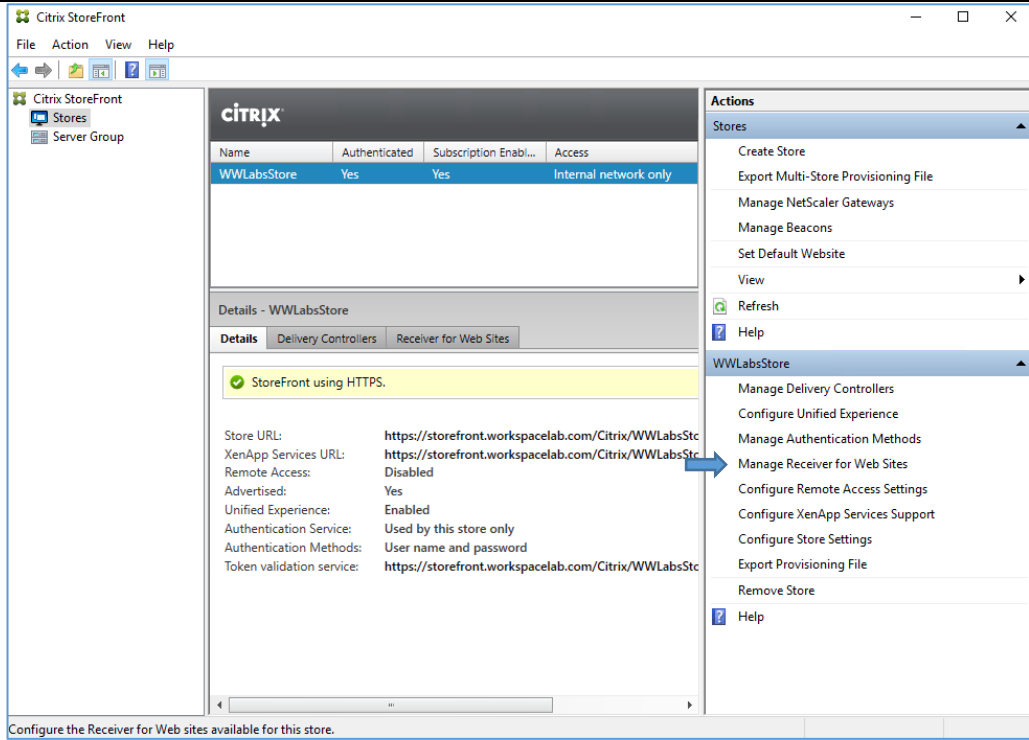 Citrix StoreFront
File Action View Help
Citrix StoreFront
Stores
Server Group
CİTRIX
Name Authenticated Subscription Enabl... Access
WWLabsStore Yes Yes Internal network only
Details - WWLabsStore
Details Delivery Controllers Receiver for Web Sites
StoreFront using HTTPS.
Store URL: https://storefront.workspacelab.com/Citrix/WWLabsStc
XenApp Services URL: https://storefront.workspacelab.com/Citrix/WWLabsStc
Remote Access: Disabled
Advertised: Yes
Unified Experience: Enabled
Authentication Service: Used by this store only
Authentication Methods: User name and password
Token validation service: https://storefront.workspacelab.com/Citrix/WWLabsStc
Actions
Stores
Create Store
Export Multi-Store Provisioning File
Manage NetScaler Gateways
Manage Beacons
Set Default Website
View
Refresh
Help
WWLabsStore
Manage Delivery Controllers
Configure Unified Experience
Manage Authentication Methods
Manage Receiver for Web Sites
Configure Remote Access Settings
Configure XenApp Services Support
Configure Store Settings
Export Provisioning File
Remove Store
Help
Configure the Receiver for Web sites available for this store.